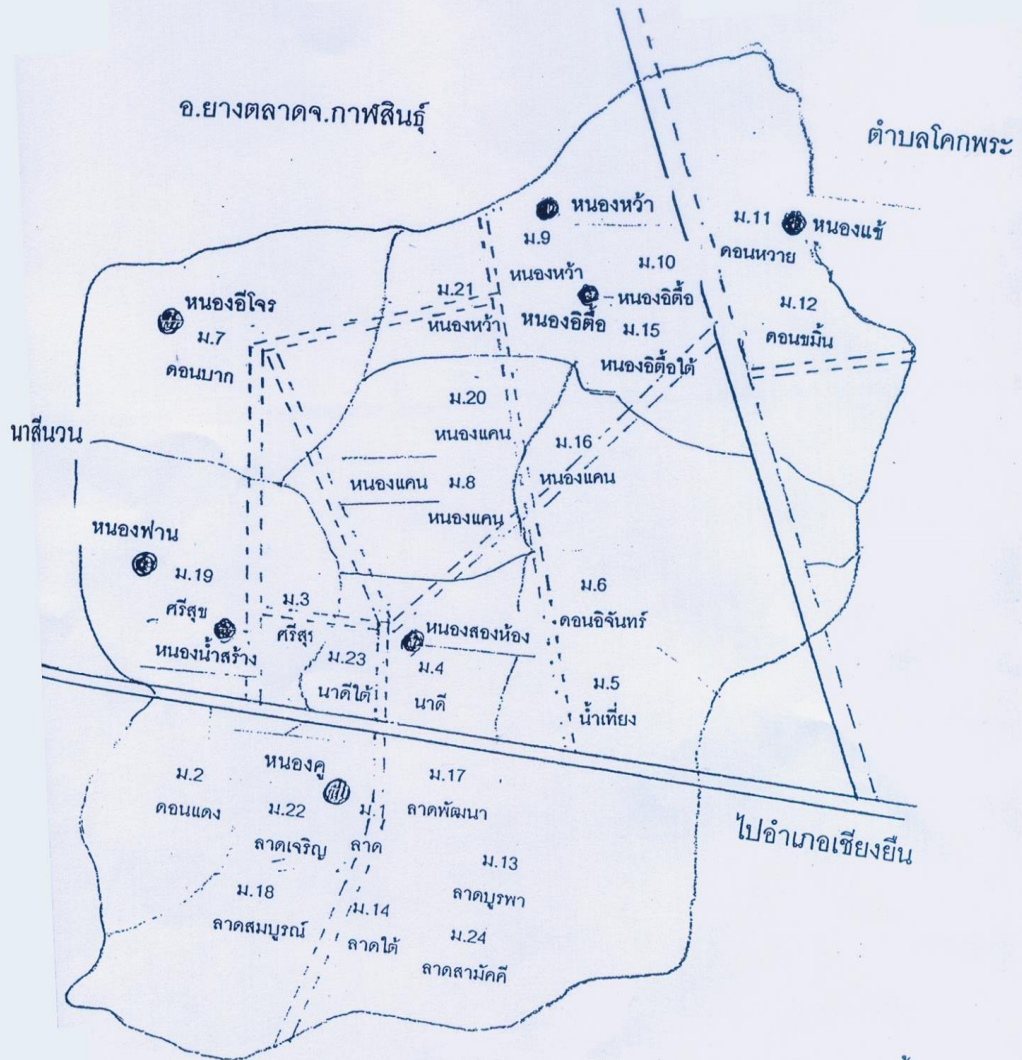 อ.ยางตลาดจ.กาฬสินธุ์
ตำบลโคกพระ
หนองหว้า
ม.11
หนองแข้
ดอนหวาย
ม.9
หนองหว้า
ม.10
หนองอิตื้อ
ม.21
หนองหว้า
หนองอิตื้อ
ม.15
หนองอิตื้อใต้
ม.12
ดอนขมิ้น
หนองอีโจร
ม.7
ดอนบาก
นาสีนวน
ม.20
หนองแคน
ม.16
หนองแคน
หนองแคน
ม.8
หนองแคน
หนองฟาน
ม.19
ศรีสุข
หนองน้ำสร้าง
ม.3
ศรีสุร
ม.23
นาดีใต้
หนองสองห้อง
ม.4
นาดี
ม.6
ดอนอิจันทร์
ม.5
น้ำเที่ยง
หนองคู
ม.2
ดอนแดง
ม.22
ลาดเจริญ
ม.1
ลาด
ม.17
ลาดพัฒนา
ไปอำเภอเชียงยืน
ม.13
ลาดบูรพา
ม.18
ลาดสมบูรณ์
ม.14
ลาดใต้
ม.24
ลาดสามัคคี